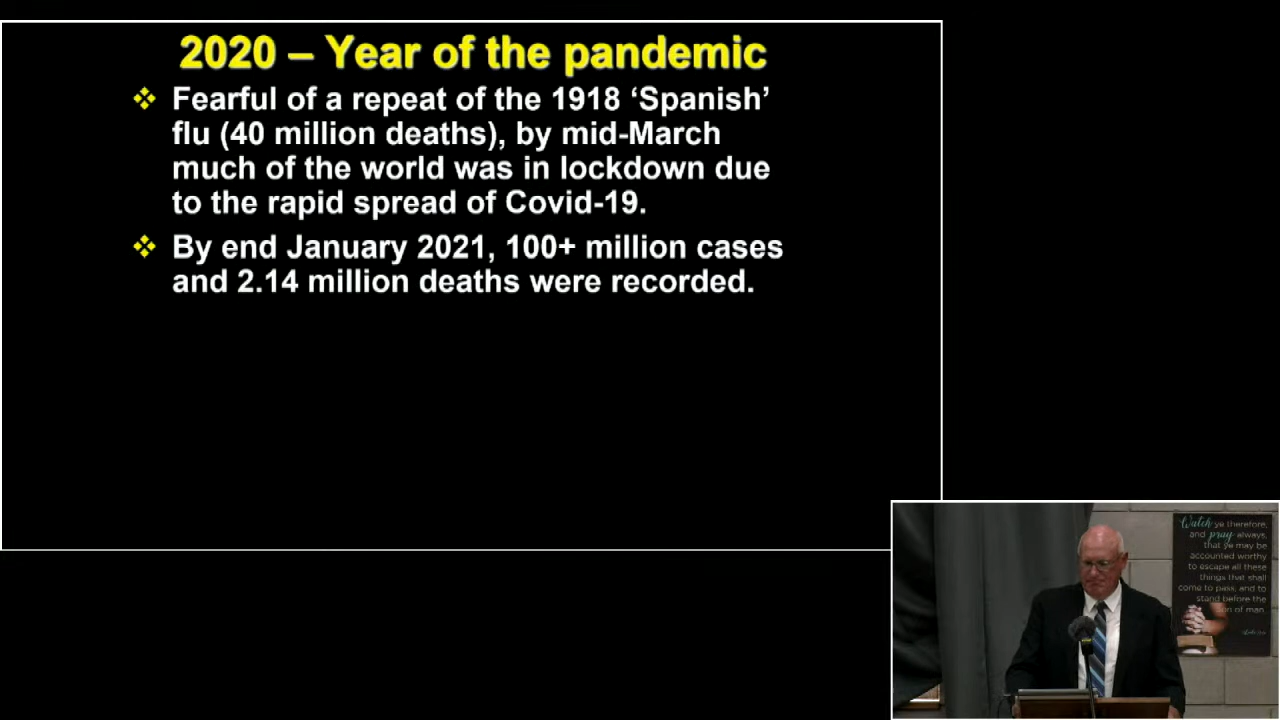 2020 – Year of the pandemic
❖ Fearful of a repeat of the 1918 ‘Spanish’
flu (40 million deaths), by mid-March
much of the world was in lockdown due
to the rapid spread of Covid-19.
❖ By end January 2021, 100+ million cases
and 2.14 million deaths were recorded.
Watch ye therefore,
and pray always,
that ye may be
accounted worthy
to escape all these
things that shall
come to pass, and to
stand before the
of man.